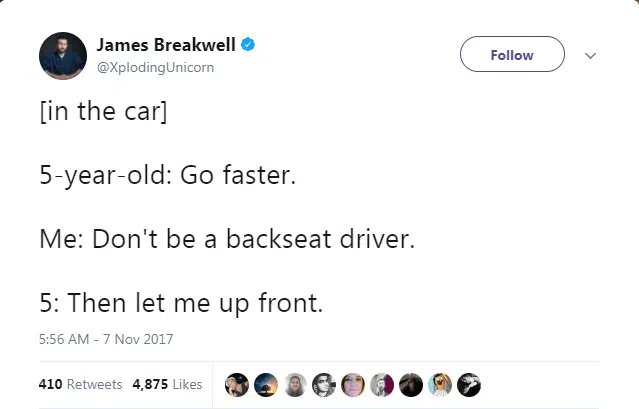 James Breakwell
@XplodingUnicorn
Follow
[in the car]
5-year-old: Go faster.
Me: Don't be a backseat driver.
5: Then let me up front.
5:56 AM - 7 Nov 2017
410 Retweets 4,875 Likes